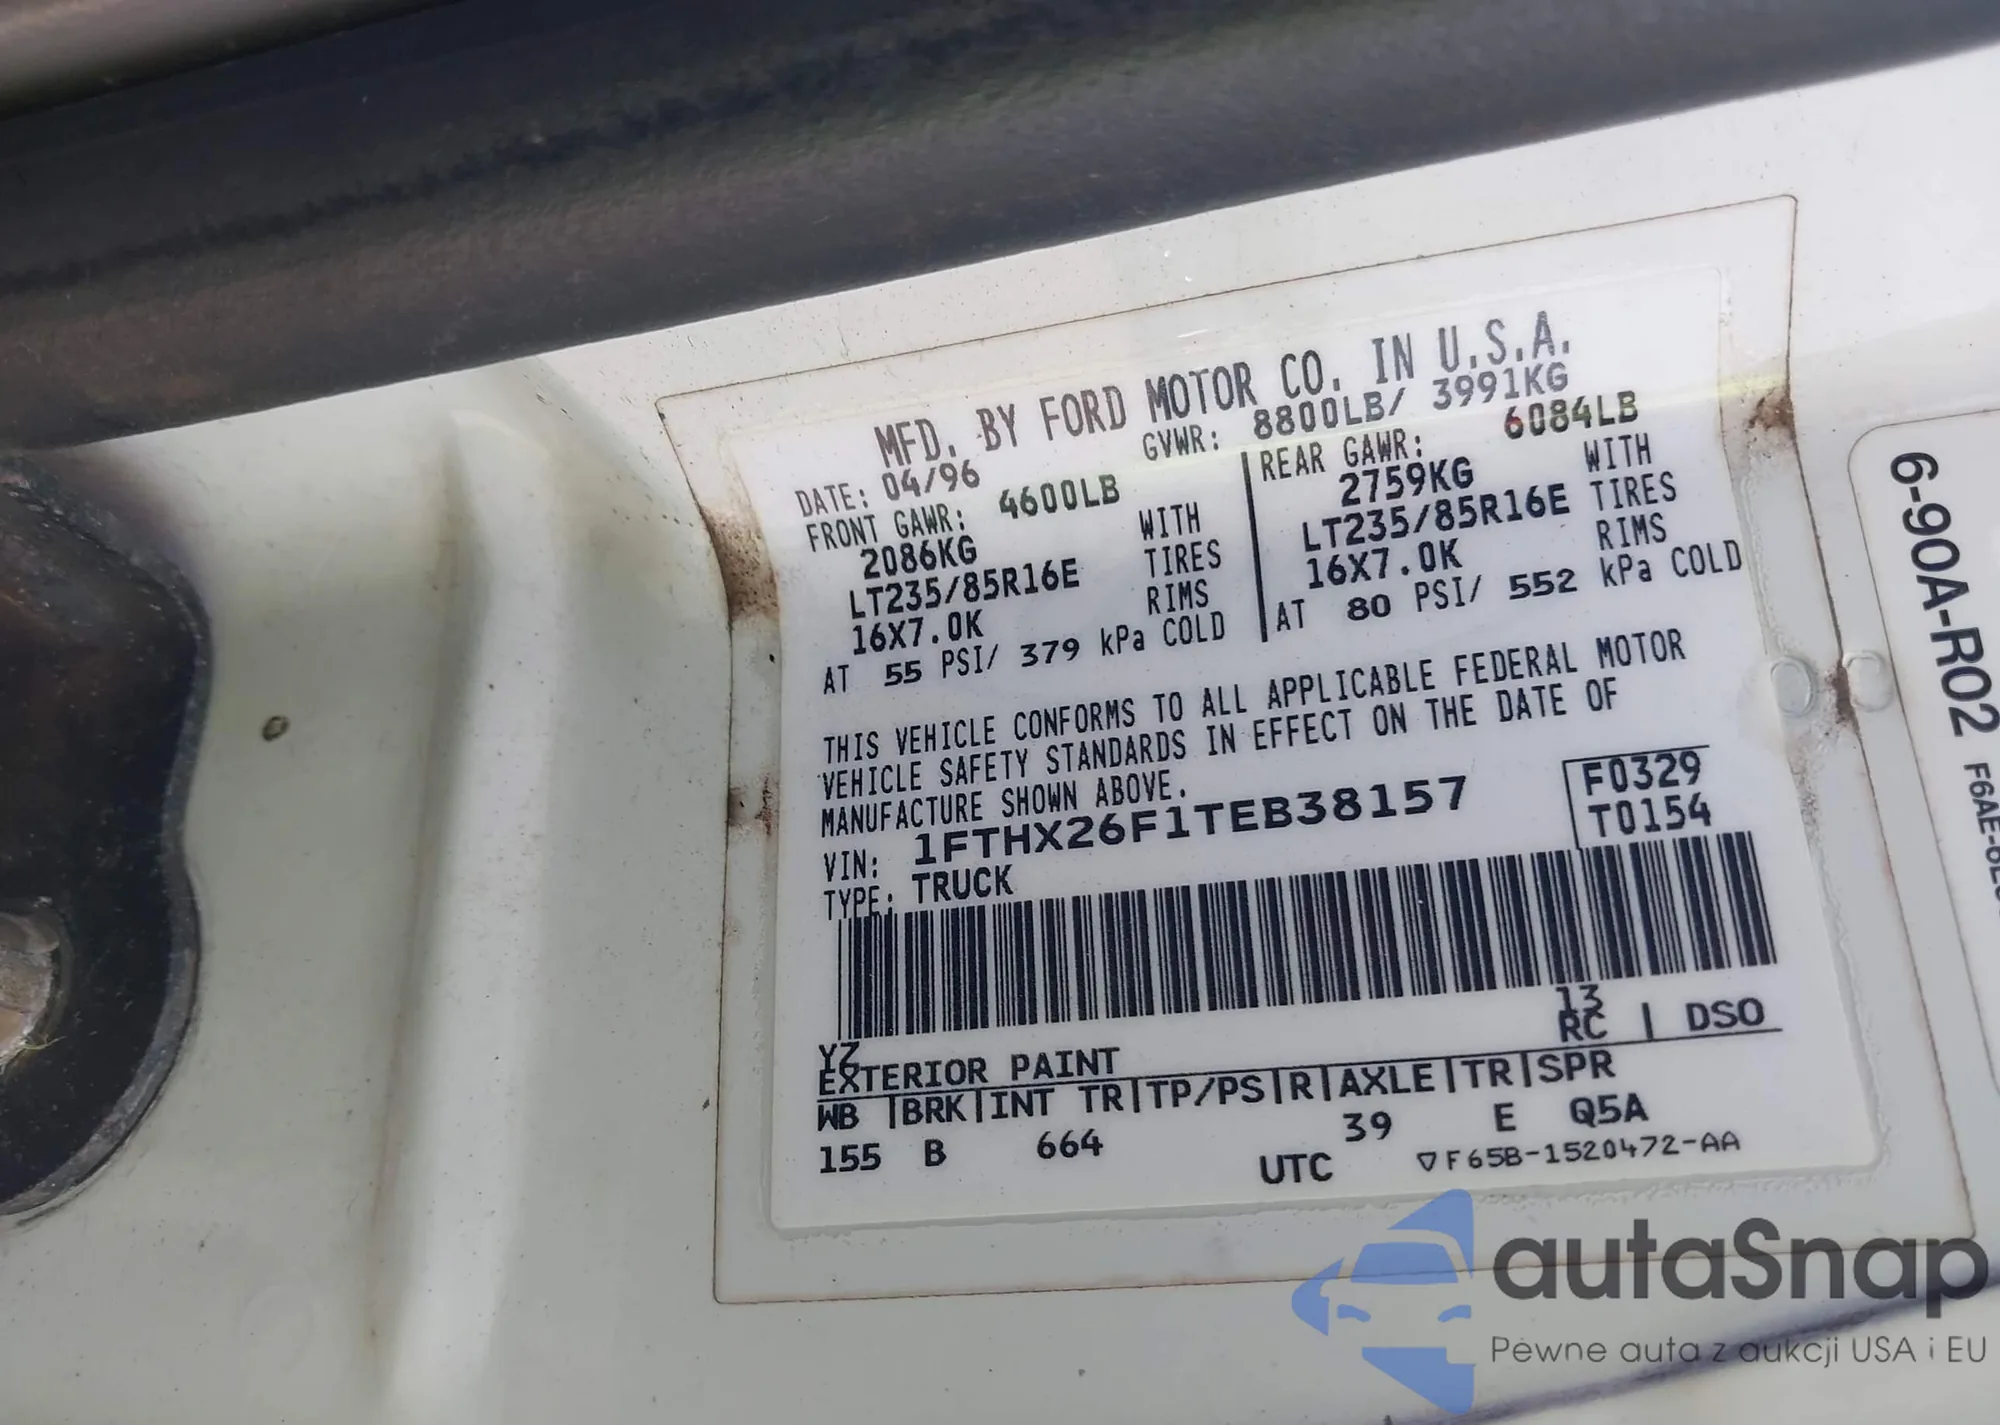 MFD. BY FORD MOTOR CO. IN U.S.A.
DATE: 04/96 GVWR: 8800LB/ 3991KG
FRONT GAWR: 4600LB
2086KG WITH
LT235/85R16E TIRES
16X7.0K RIMS
AT 55 PSI/ 379 kPa COLD
REAR GAWR: 6084LB
2759KG WITH
LT235/85R16E TIRES
16X7.0K RIMS
AT 80 PSI/ 552 kPa COLD
THIS VEHICLE CONFORMS TO ALL APPLICABLE FEDERAL MOTOR
VEHICLE SAFETY STANDARDS IN EFFECT ON THE DATE OF
MANUFACTURE SHOWN ABOVE.
F0329
T0154
VIN: 1FTHX26F1TEB38157
TYPE: TRUCK
YZ 13
EXTERIOR PAINT RC | DSO
WB |BRK|INT TR|TP/PS|R|AXLE|TR|SPR
155 B 664 39 E Q5A
UTC ▽F65B-1520472-AA
6-90A-R02
autaSnap
Pewne auta z aukcji USA i EU